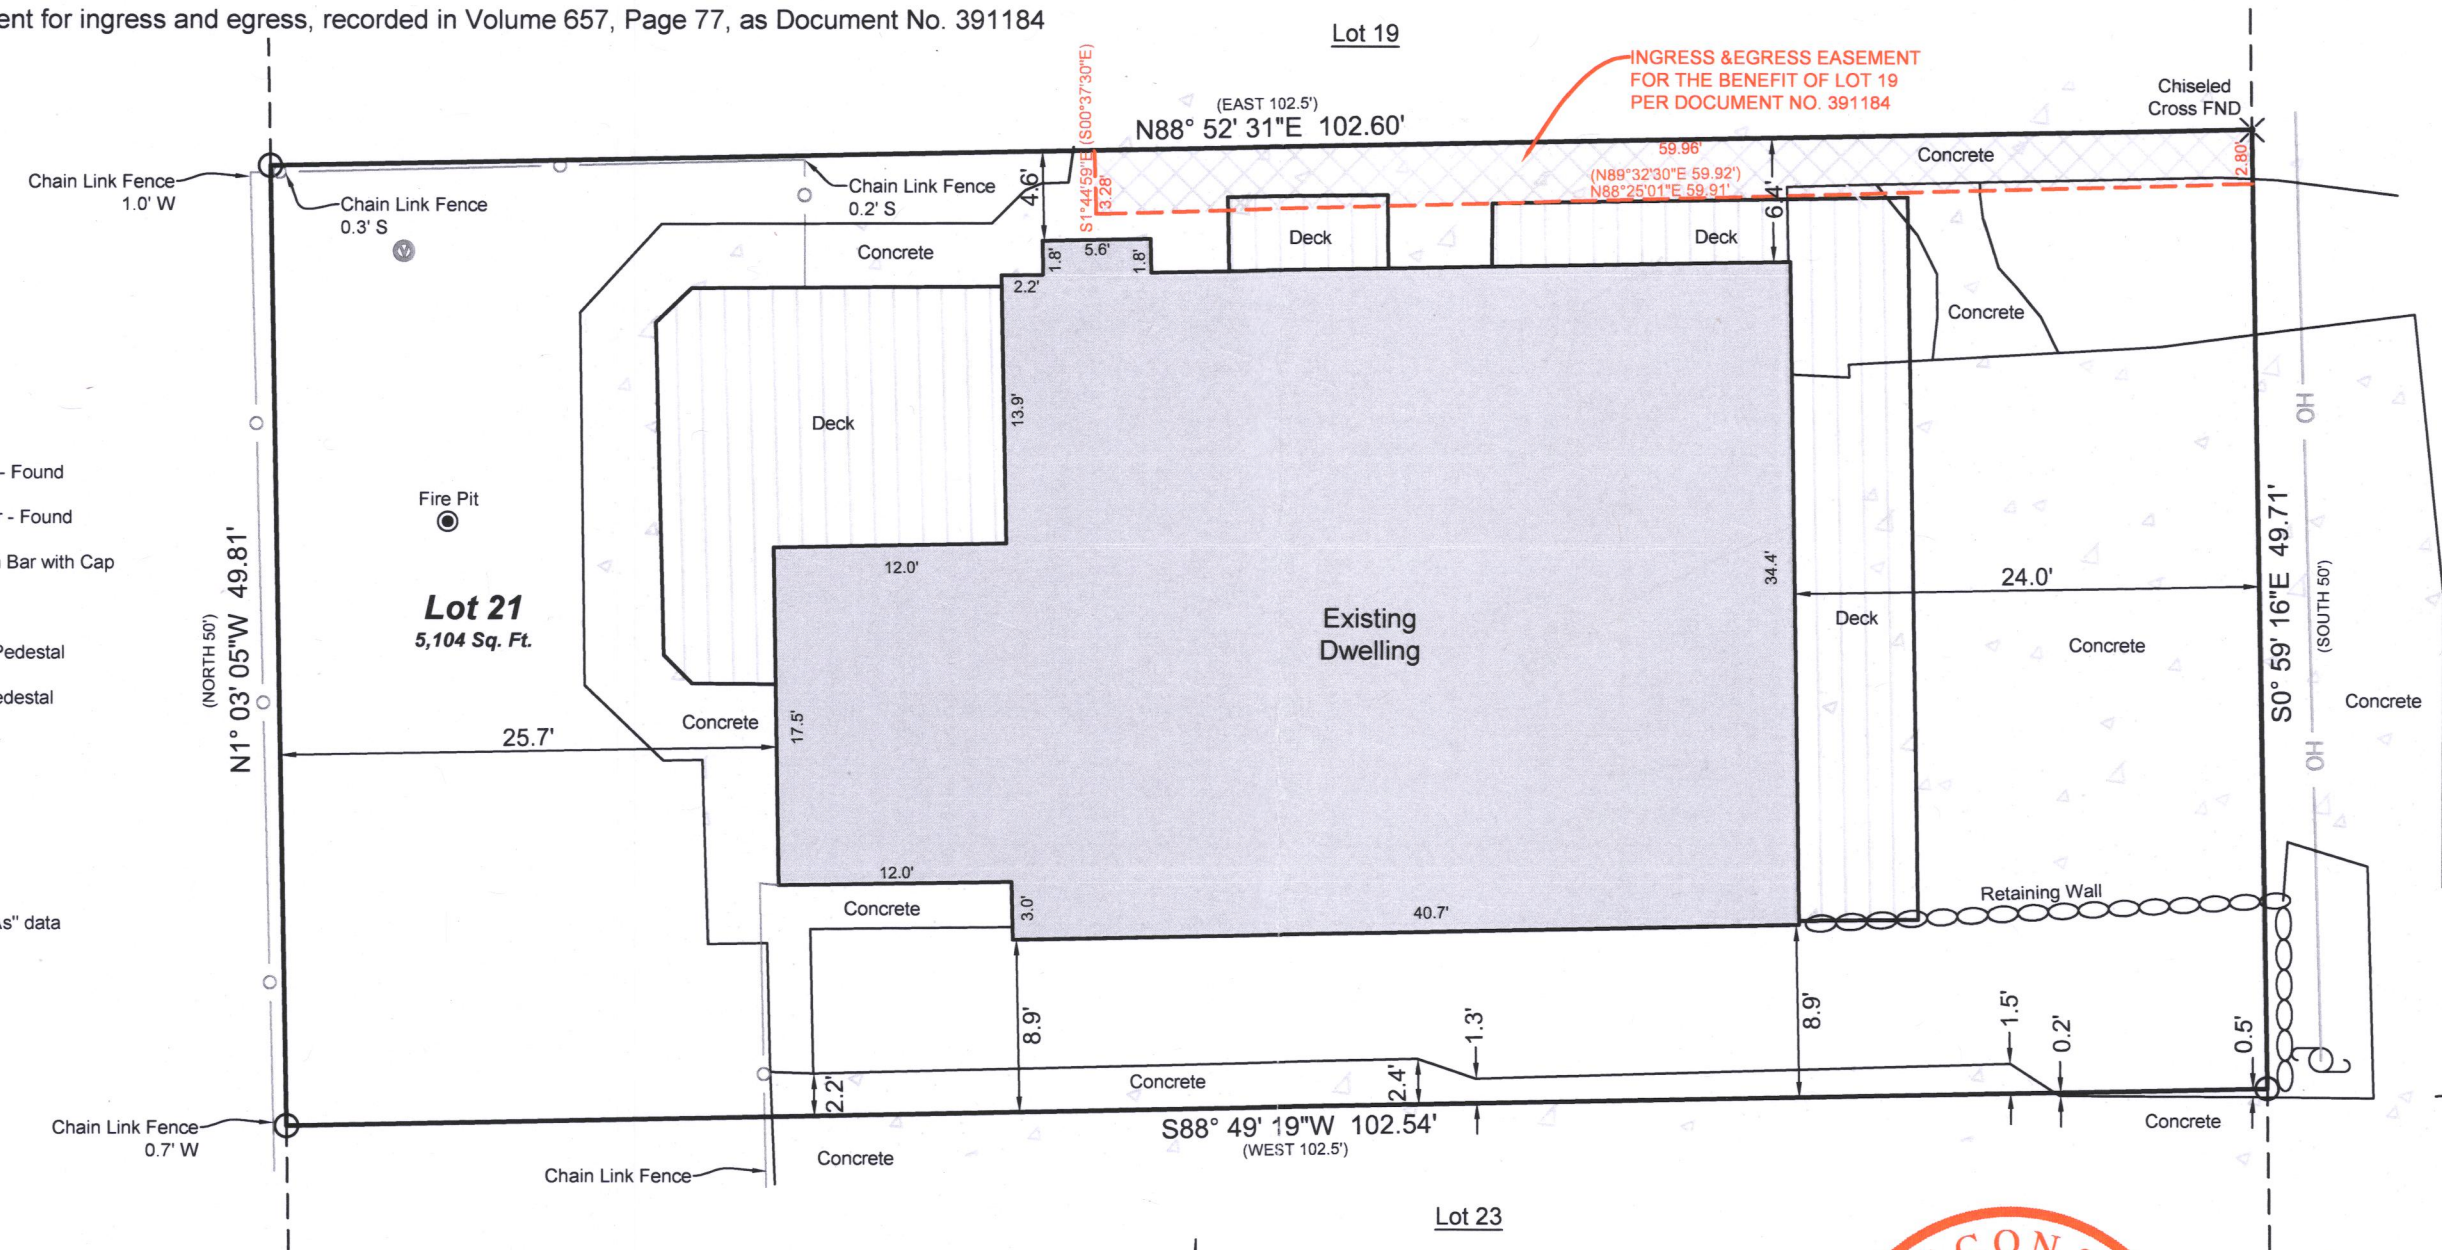 ent for ingress and egress, recorded in Volume 657, Page 77, as Document No. 391184
Lot 19
INGRESS &EGRESS EASEMENT
FOR THE BENEFIT OF LOT 19
PER DOCUMENT NO. 391184
Chiseled
Cross FND
(EAST 102.5')
N88° 52' 31"E 102.60'
S1°44'59"E (S00°37'30"E)
3.28'
59.96'
(N89°32'30"E 59.92')
N88°25'01"E 59.91'
2.80'
Concrete
Chain Link Fence
1.0' W
Chain Link Fence
0.3' S
Chain Link Fence
0.2' S
4.6'
6.4'
Concrete
5.6'
1.8'
1.8'
2.2'
Deck
Deck
Concrete
OH
13.9'
Deck
- Found
Fire Pit
- Found
Bar with Cap
12.0'
34.4'
24.0'
Lot 21
5,104 Sq. Ft.
Existing
Dwelling
Deck
Concrete
N1° 03' 05"W 49.81'
(NORTH 50')
S0° 59' 16"E 49.71'
(SOUTH 50')
Pedestal
edestal
Concrete
Concrete
25.7'
17.5'
OH
12.0'
Concrete
3.0'
40.7'
Retaining Wall
As" data
8.9'
1.3'
8.9'
1.5'
0.2'
0.5'
2.2'
Concrete
2.4'
Chain Link Fence
0.7' W
S88° 49' 19"W 102.54'
(WEST 102.5')
Concrete
Chain Link Fence
Concrete
Lot 23
CON